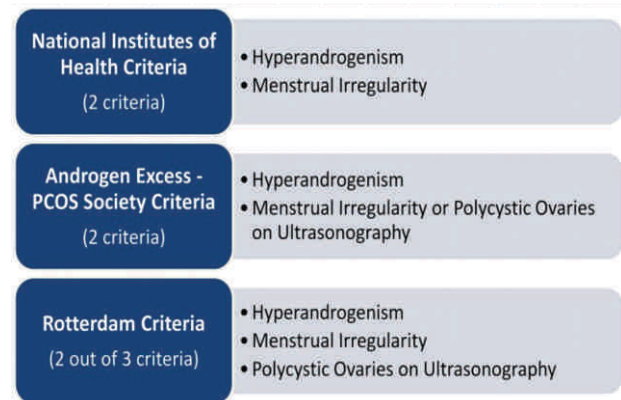 National Institutes of
Health Criteria
(2 criteria)
• Hyperandrogenism
• Menstrual Irregularity
Androgen Excess -
PCOS Society Criteria
(2 criteria)
• Hyperandrogenism
• Menstrual Irregularity or Polycystic Ovaries
on Ultrasonography
Rotterdam Criteria
(2 out of 3 criteria)
• Hyperandrogenism
• Menstrual Irregularity
• Polycystic Ovaries on Ultrasonography